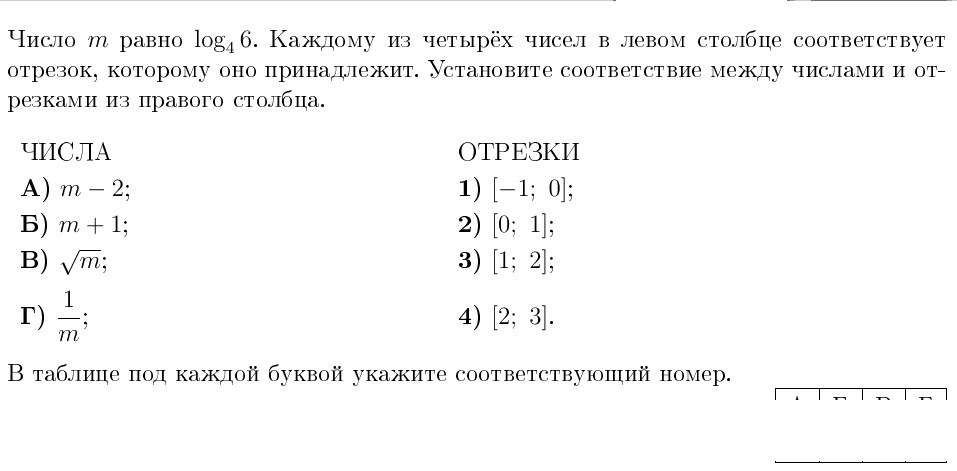 Число m равно log₄ 6. Каждому из четырёх чисел в левом столбце соответствует
отрезок, которому оно принадлежит. Установите соответствие между числами и от-
резками из правого столбца.
ЧИСЛА ОТРЕЗКИ
А) m − 2; 1) [−1; 0];
Б) m + 1; 2) [0; 1];
В) √m; 3) [1; 2];
Г) 1/m; 4) [2; 3].
В таблице под каждой буквой укажите соответствующий номер.